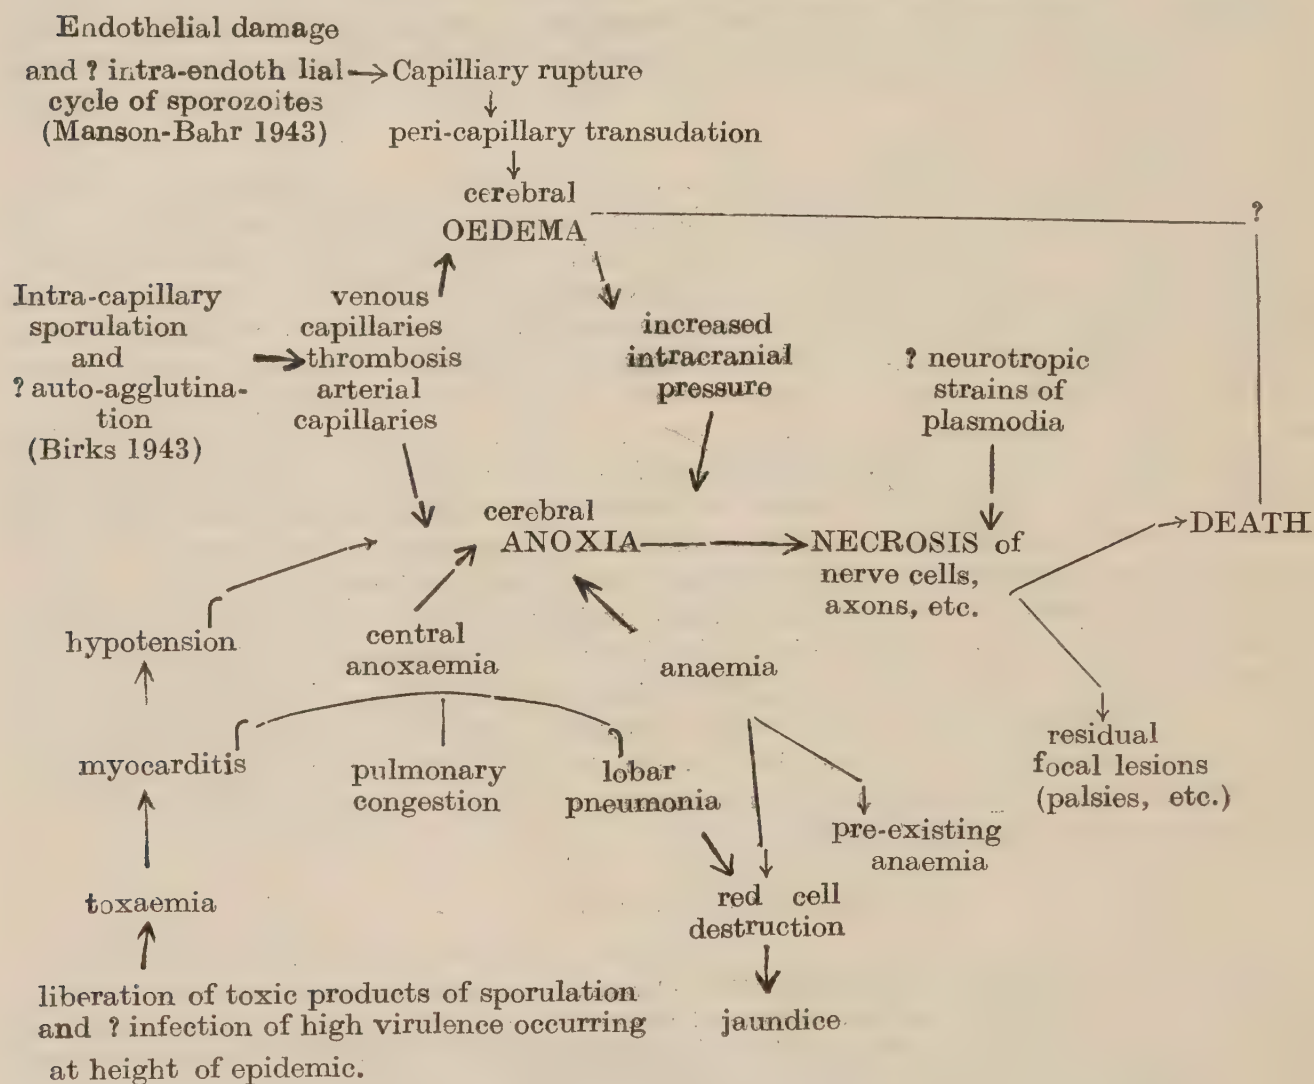 Endothelial damage
and ? intra-endoth lial → Capilliary rupture
cycle of sporozoites
(Manson-Bahr 1943)
↓
peri-capillary transudation
↓
cerebral
OEDEMA
?
Intra-capillary
sporulation
and
? auto-agglutina-
tion
(Birks 1943)
venous
capillaries
thrombosis
arterial
capillaries
increased
intracranial
pressure
? neurotropic
strains of
plasmodia
cerebral
ANOXIA
NECROSIS of
nerve cells,
axons, etc.
DEATH
hypotension
central
anoxaemia
anaemia
myocarditis
pulmonary
congestion
lobar
pneumonia
residual
focal lesions
(palsies, etc.)
pre-existing
anaemia
toxaemia
red cell
destruction
liberation of toxic products of sporulation
and ? infection of high virulence occurring
at height of epidemic.
jaundice